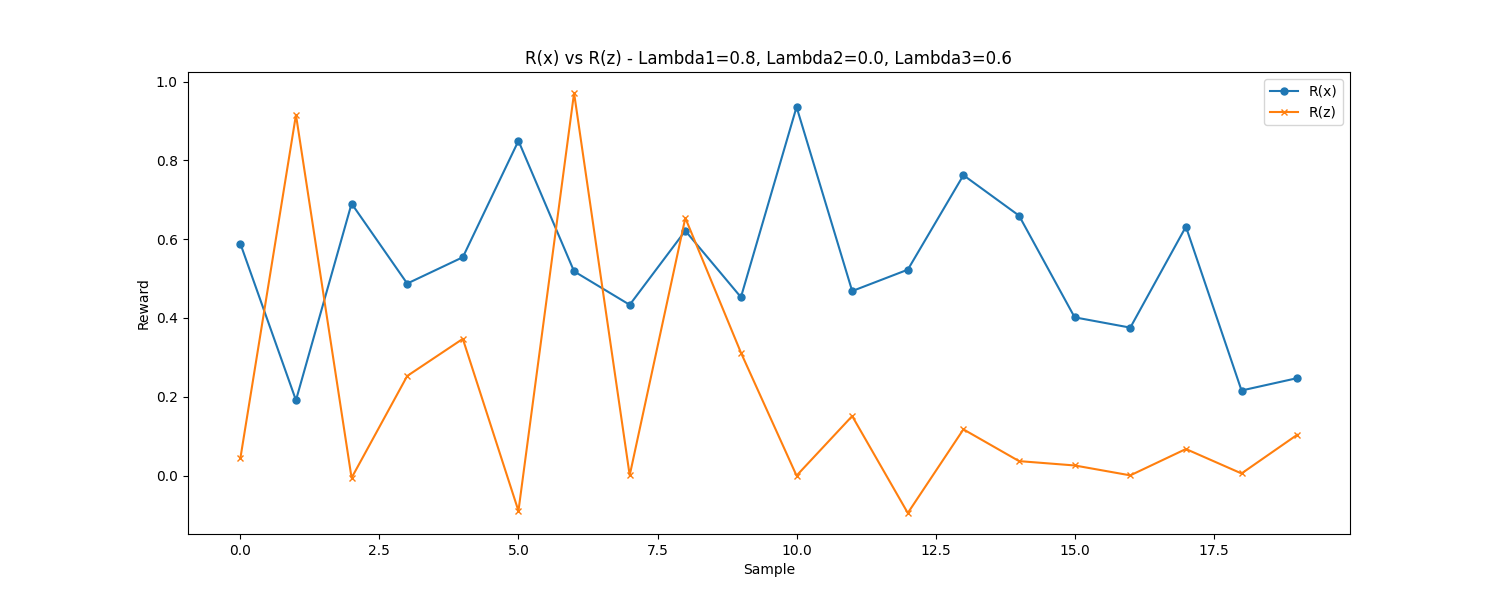 R(x) vs R(z) - Lambda1=0.8, Lambda2=0.0, Lambda3=0.6
R(x)
R(z)
Reward
1.0
0.8
0.6
0.4
0.2
0.0
0.0 2.5 5.0 7.5 10.0 12.5 15.0 17.5
Sample